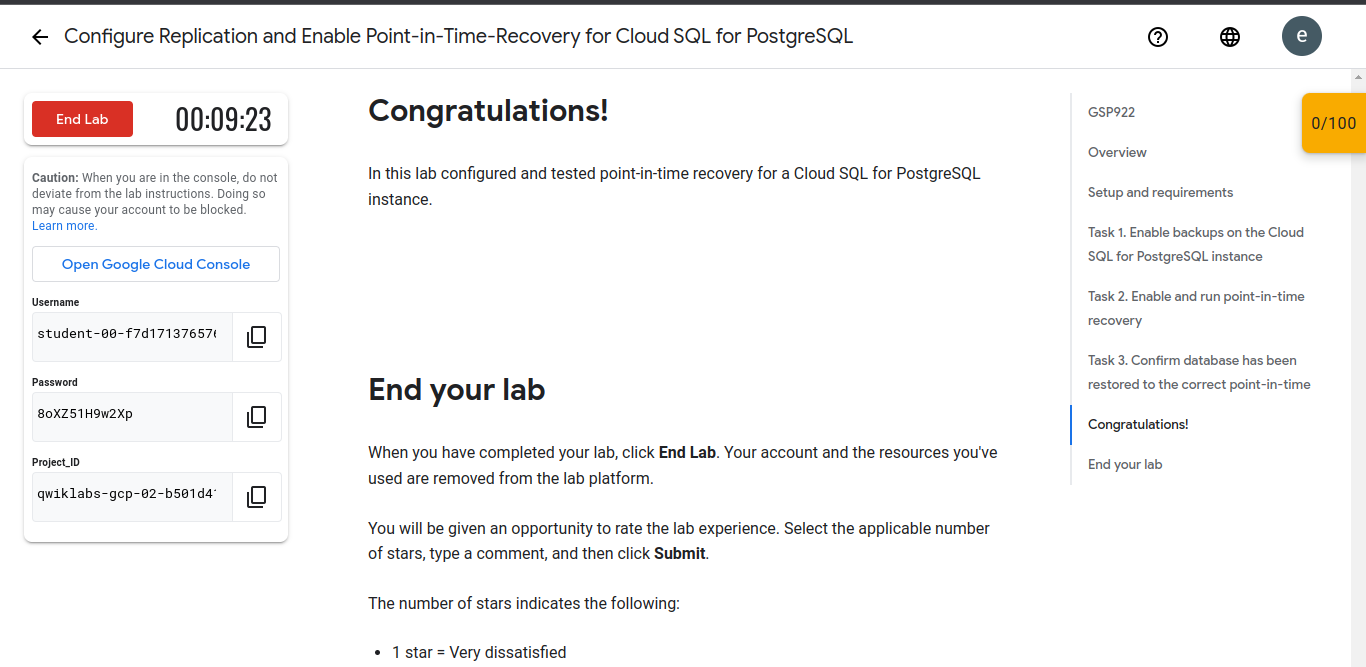 Configure Replication and Enable Point-in-Time-Recovery for Cloud SQL for PostgreSQL
e
End Lab
00:09:23
Caution: When you are in the console, do not
deviate from the lab instructions. Doing so
may cause your account to be blocked.
Learn more.
Open Google Cloud Console
Username
student-00-f7d17137657
Password
8oXZ51H9w2Xp
Project_ID
qwiklabs-gcp-02-b501d4
Congratulations!
In this lab configured and tested point-in-time recovery for a Cloud SQL for PostgreSQL
instance.
End your lab
When you have completed your lab, click End Lab. Your account and the resources you've
used are removed from the lab platform.
You will be given an opportunity to rate the lab experience. Select the applicable number
of stars, type a comment, and then click Submit.
The number of stars indicates the following:
• 1 star = Very dissatisfied
GSP922
Overview
Setup and requirements
Task 1. Enable backups on the Cloud
SQL for PostgreSQL instance
Task 2. Enable and run point-in-time
recovery
Task 3. Confirm database has been
restored to the correct point-in-time
Congratulations!
End your lab
0/100